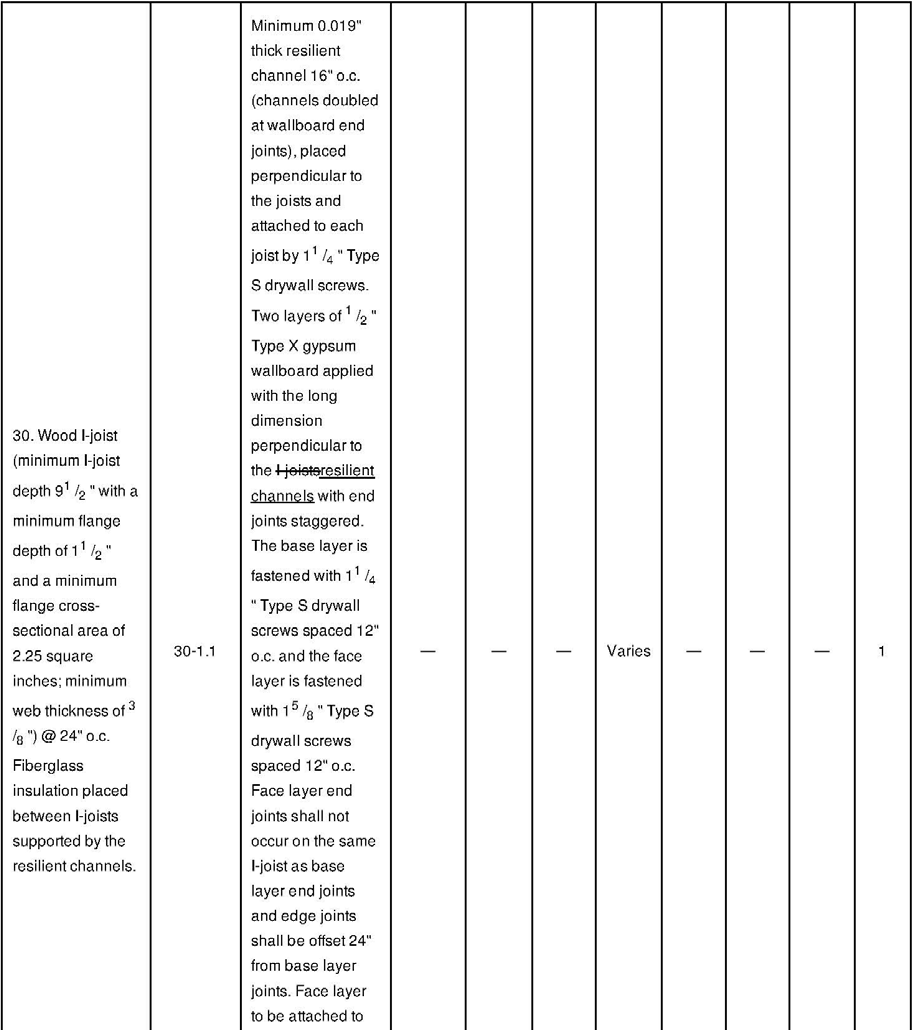 30. Wood I-joist
(minimum I-joist
depth 9 1/2 " with a
minimum flange
depth of 1 1/2 "
and a minimum
flange cross-
sectional area of
2.25 square
inches; minimum
web thickness of 3
/8 ") @ 24" o.c.
Fiberglass
insulation placed
between I-joists
supported by the
resilient channels.
30-1.1
Minimum 0.019"
thick resilient
channel 16" o.c.
(channels doubled
at wallboard end
joints), placed
perpendicular to
the joists and
attached to each
joist by 1 1/4 " Type
S drywall screws.
Two layers of 1/2 "
Type X gypsum
wallboard applied
with the long
dimension
perpendicular to
the I-joistsresilient
channels with end
joints staggered.
The base layer is
fastened with 1 1/4
" Type S drywall
screws spaced 12"
o.c. and the face
layer is fastened
with 1 5/8 " Type S
drywall screws
spaced 12" o.c.
Face layer end
joints shall not
occur on the same
I-joist as base
layer end joints
and edge joints
shall be offset 24"
from base layer
joints. Face layer
to be attached to
— — — Varies — — — 1